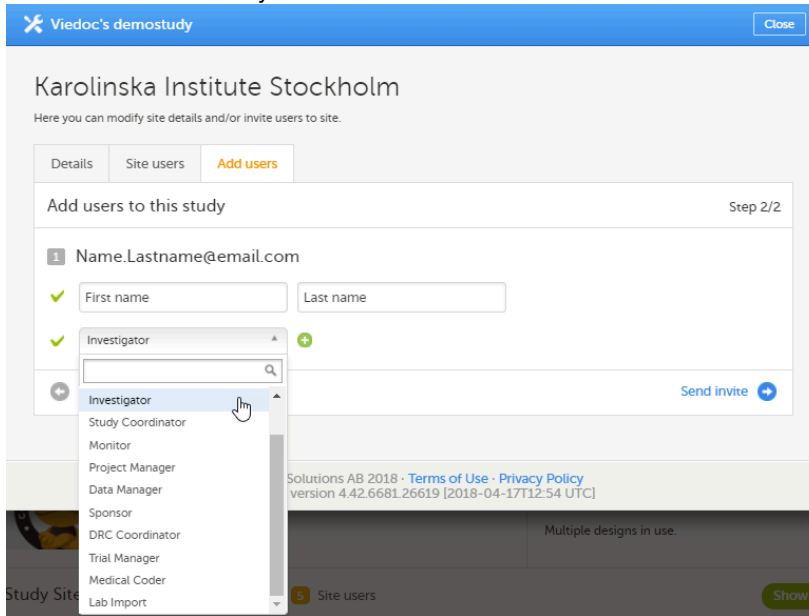 Viedoc's demostudy
Close
Karolinska Institute Stockholm
Here you can modify site details and/or invite users to site.
Details Site users Add users
Add users to this study Step 2/2
1 Name.Lastname@email.com
First name Last name
Investigator
Investigator
Study Coordinator
Monitor
Project Manager
Data Manager
Sponsor
DRC Coordinator
Trial Manager
Medical Coder
Lab Import
Send invite
Solutions AB 2018 · Terms of Use · Privacy Policy
version 4.42.6681.26619 [2018-04-17T12:54 UTC]
Multiple designs in use.
Study Site
5 Site users
Show